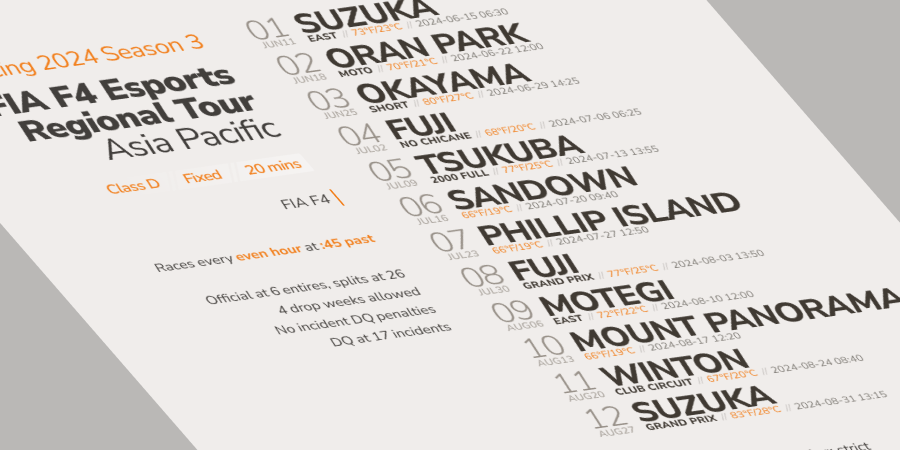 ing 2024 Season 3
FIA F4 Esports
Regional Tour
Asia Pacific
Class D Fixed 20 mins
FIA F4
Races every even hour at :45 past
Official at 6 entires, splits at 26
4 drop weeks allowed
No incident DQ penalties
DQ at 17 incidents
01 SUZUKA
JUN11 EAST // 73°F/23°C // 2024-06-15 06:30
02 ORAN PARK
JUN18 MOTO // 70°F/21°C // 2024-06-22 12:00
03 OKAYAMA
JUN25 SHORT // 80°F/27°C // 2024-06-29 14:25
04 FUJI
JUL02 NO CHICANE // 68°F/20°C // 2024-07-06 06:25
05 TSUKUBA
JUL09 2000 FULL // 77°F/25°C // 2024-07-13 13:55
06 SANDOWN
JUL16 66°F/19°C // 2024-07-20 09:40
07 PHILLIP ISLAND
JUL23 66°F/19°C // 2024-07-27 12:50
08 FUJI
JUL30 GRAND PRIX // 77°F/25°C // 2024-08-03 13:50
09 MOTEGI
AUG06 EAST // 72°F/22°C // 2024-08-10 12:00
10 MOUNT PANORAMA
AUG13 66°F/19°C // 2024-08-17 12:20
11 WINTON
AUG20 CLUB CIRCUIT // 67°F/20°C // 2024-08-24 08:40
12 SUZUKA
AUG27 GRAND PRIX // 83°F/28°C // 2024-08-31 13:15
strict